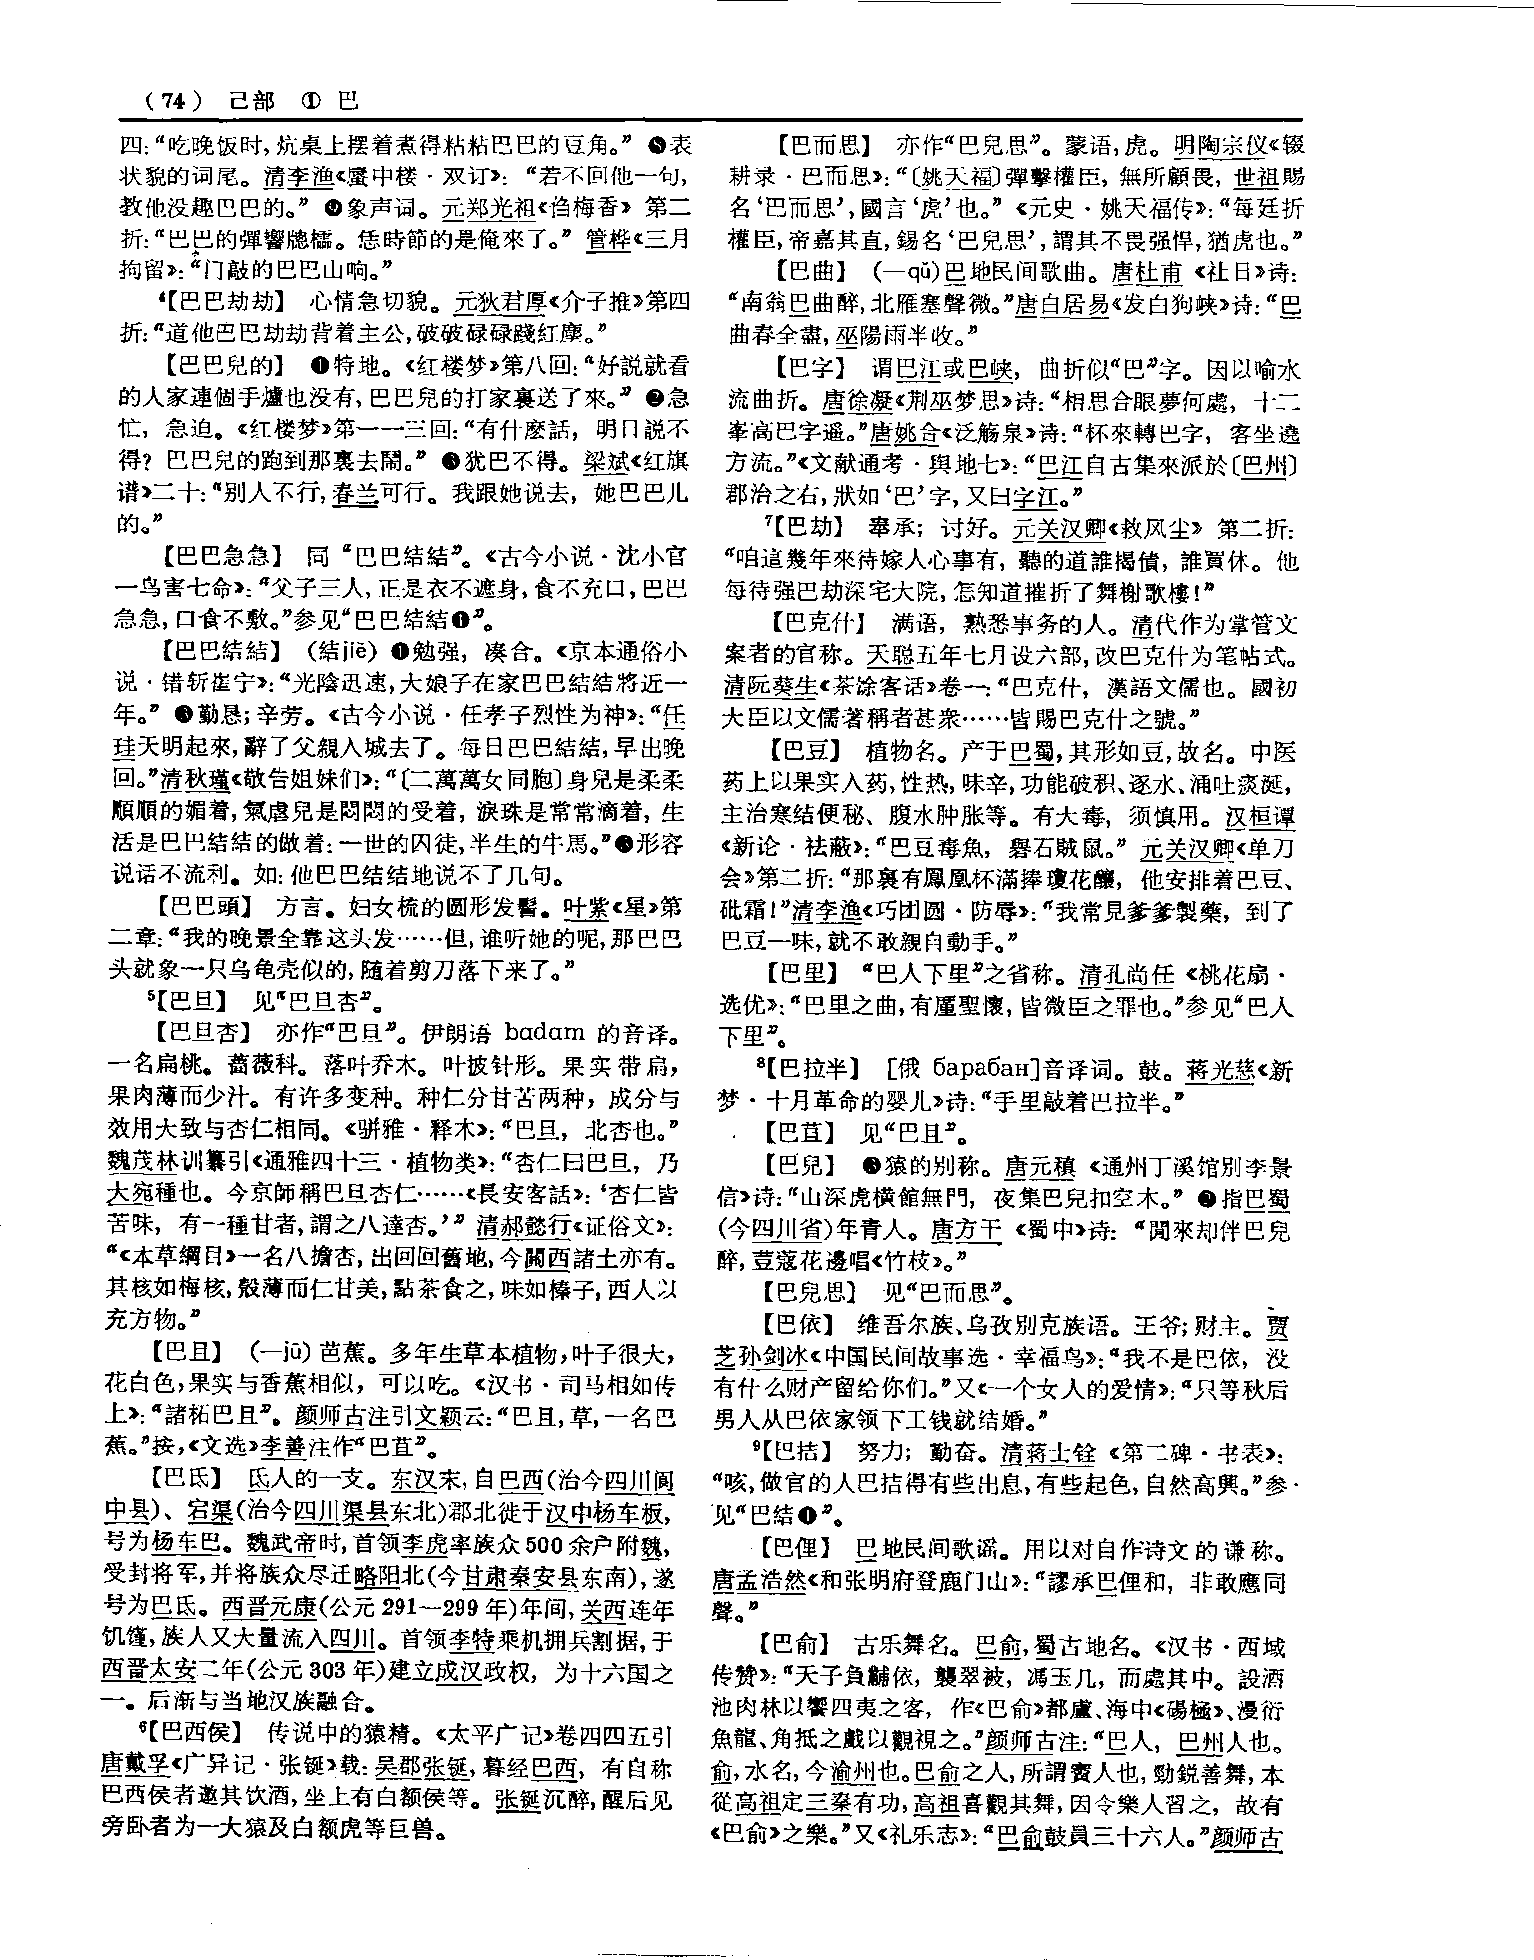 (74) 己部 ① 巴
四：“吃晚饭时，炕桌上摆着煮得粘粘巴巴的豆角。” ❽表
状貌的词尾。清李渔《蜃中楼·双订》：“若不回他一句，
教他没趣巴巴的。” ❾象声词。元郑光祖《㑇梅香》第二
折：“巴巴的彈響牕櫺。恁時節的是俺來了。”管桦《三月
拘留》：“门敲的巴巴山响。”
⁴【巴巴劫劫】 心情急切貌。元狄君厚《介子推》第四
折：“道他巴巴劫劫背着主公，破破碌碌踐紅塵。”
【巴巴兒的】 ❶特地。《红楼梦》第八回：“好説就看
的人家連個手爐也没有，巴巴兒的打家裏送了來。” ❷急
忙，急迫。《红楼梦》第一一三回：“有什麽話，明日説不
得？巴巴兒的跑到那裏去鬧。” ❸犹巴不得。梁斌《红旗
谱》二十：“别人不行，春兰可行。我跟她说去，她巴巴儿
的。”
【巴巴急急】 同“巴巴結結”。《古今小说·沈小官
一鸟害七命》：“父子三人，正是衣不遮身，食不充口，巴巴
急急，口食不敷。”参见“巴巴結結❶”。
【巴巴結結】 （結jiē）❶勉强，凑合。《京本通俗小
说·错斩崔宁》：“光陰迅速，大娘子在家巴巴結結將近一
年。” ❷勤恳；辛劳。《古今小说·任孝子烈性为神》：“任
珪天明起來，辭了父親入城去了。每日巴巴結結，早出晚
回。”清秋瑾《敬告姐妹们》：“〔二萬萬女同胞〕身兒是柔柔
順順的媚着，氣虐兒是悶悶的受着，淚珠是常常滴着，生
活是巴巴結結的做着：一世的囚徒，半生的牛馬。”❸形容
说话不流利。如：他巴巴结结地说不了几句。
【巴巴頭】 方言。妇女梳的圆形发髻。叶紫《星》第
二章：“我的晚景全靠这头发……但，谁听她的呢，那巴巴
头就象一只乌龟壳似的，随着剪刀落下来了。”
⁵【巴旦】 见“巴旦杏”。
【巴旦杏】 亦作“巴旦”。伊朗语 badam 的音译。
一名扁桃。蔷薇科。落叶乔木。叶披针形。果实带扁，
果肉薄而少汁。有许多变种。种仁分甘苦两种，成分与
效用大致与杏仁相同。《骈雅·释木》：“巴旦，北杏也。”
魏茂林训纂引《通雅四十三·植物类》：“杏仁曰巴旦，乃
大宛種也。今京師稱巴旦杏仁……《長安客話》：‘杏仁皆
苦味，有一種甘者，謂之八達杏。’” 清郝懿行《证俗文》：
“《本草綱目》一名八擔杏，出回回舊地，今關西諸土亦有。
其核如梅核，殼薄而仁甘美，點茶食之，味如榛子，西人以
充方物。”
【巴且】 （—jū）芭蕉。多年生草本植物，叶子很大，
花白色，果实与香蕉相似，可以吃。《汉书·司马相如传
上》：“諸柘巴且”。颜师古注引文颖云：“巴且，草，一名巴
蕉。”按，《文选》李善注作“巴苴”。
【巴氐】 氐人的一支。东汉末，自巴西（治今四川阆
中县）、宕渠（治今四川渠县东北）郡北徙于汉中杨车板，
号为杨车巴。魏武帝时，首领李虎率族众 500 余户附魏，
受封将军，并将族众尽迁略阳北（今甘肃秦安县东南），遂
号为巴氐。西晋元康（公元 291—299 年）年间，关西连年
饥馑，族人又大量流入四川。首领李特乘机拥兵割据，于
西晋太安二年（公元 303 年）建立成汉政权，为十六国之
一。后渐与当地汉族融合。
⁶【巴西侯】 传说中的猿精。《太平广记》卷四四五引
唐戴孚《广异记·张铤》载：吴郡张铤，暮经巴西，有自称
巴西侯者邀其饮酒，坐上有白额侯等。张铤沉醉，醒后见
旁卧者为一大猿及白额虎等巨兽。
【巴而思】 亦作“巴兒思”。蒙语，虎。明陶宗仪《辍
耕录·巴而思》：“〔姚天福〕彈擊權臣，無所顧畏，世祖賜
名‘巴而思’，國言‘虎’也。”《元史·姚天福传》：“每廷折
權臣，帝嘉其直，錫名‘巴兒思’，謂其不畏强悍，猶虎也。”
【巴曲】 （—qǔ）巴地民间歌曲。唐杜甫《社日》诗：
“南翁巴曲醉，北雁塞聲微。”唐白居易《发白狗峡》诗：“巴
曲春全盡，巫陽雨半收。”
【巴字】 谓巴江或巴峡，曲折似“巴”字。因以喻水
流曲折。唐徐凝《荆巫梦思》诗：“相思合眼夢何處，十二
峯高巴字遥。”唐姚合《泛觞泉》诗：“杯來轉巴字，客坐遶
方流。”《文献通考·舆地七》：“巴江自古集來派於〔巴州〕
郡治之右，狀如‘巴’字，又曰字江。”
⁷【巴劫】 奉承；讨好。元关汉卿《救风尘》第二折：
“咱這幾年來待嫁人心事有，聽的道誰揭債，誰買休。他
每待强巴劫深宅大院，怎知道摧折了舞榭歌樓！”
【巴克什】 满语，熟悉事务的人。清代作为掌管文
案者的官称。天聪五年七月设六部，改巴克什为笔帖式。
清阮葵生《茶馀客话》卷一：“巴克什，漢語文儒也。國初
大臣以文儒著稱者甚衆……皆賜巴克什之號。”
【巴豆】 植物名。产于巴蜀，其形如豆，故名。中医
药上以果实入药，性热，味辛，功能破积、逐水、涌吐痰涎，
主治寒结便秘、腹水肿胀等。有大毒，须慎用。汉桓谭
《新论·祛蔽》：“巴豆毒魚，礜石賊鼠。” 元关汉卿《单刀
会》第二折：“那裏有鳳凰杯滿捧瓊花釀，他安排着巴豆、
砒霜！”清李渔《巧团圆·防辱》：“我常見爹爹製藥，到了
巴豆一味，就不敢親自動手。”
【巴里】 “巴人下里”之省称。清孔尚任《桃花扇·
选优》：“巴里之曲，有廑聖懷，皆微臣之罪也。”参见“巴人
下里”。
⁸【巴拉半】 [俄 барабан]音译词。鼓。蒋光慈《新
梦·十月革命的婴儿》诗：“手里敲着巴拉半。”
【巴苴】 见“巴且”。
【巴兒】 ❶猿的别称。唐元稹《通州丁溪馆别李景
信》诗：“山深虎横館無門，夜集巴兒扣空木。” ❷指巴蜀
（今四川省）年青人。唐方干《蜀中》诗：“閒來却伴巴兒
醉，荳蔻花邊唱《竹枝》。”
【巴兒思】 见“巴而思”。
【巴依】 维吾尔族、乌孜别克族语。王爷；财主。贾
芝孙剑冰《中国民间故事选·幸福鸟》：“我不是巴依，没
有什么财产留给你们。”又《一个女人的爱情》：“只等秋后
男人从巴依家领下工钱就结婚。”
⁹【巴拮】 努力；勤奋。清蒋士铨《第二碑·书表》：
“咳，做官的人巴拮得有些出息，有些起色，自然高興。”参
见“巴结❶”。
【巴俚】 巴地民间歌谣。用以对自作诗文的谦称。
唐孟浩然《和张明府登鹿门山》：“謬承巴俚和，非敢應同
聲。”
【巴俞】 古乐舞名。巴俞，蜀古地名。《汉书·西域
传赞》：“天子負黼依，襲翠被，馮玉几，而處其中。設酒
池肉林以饗四夷之客，作《巴俞》都盧、海中《碭極》、漫衍
魚龍、角抵之戲以觀視之。”颜师古注：“巴人，巴州人也。
俞，水名，今渝州也。巴俞之人，所謂賨人也，勁鋭善舞，本
從高祖定三秦有功，高祖喜觀其舞，因令樂人習之，故有
《巴俞》之樂。”又《礼乐志》：“巴俞鼓員三十六人。”颜师古